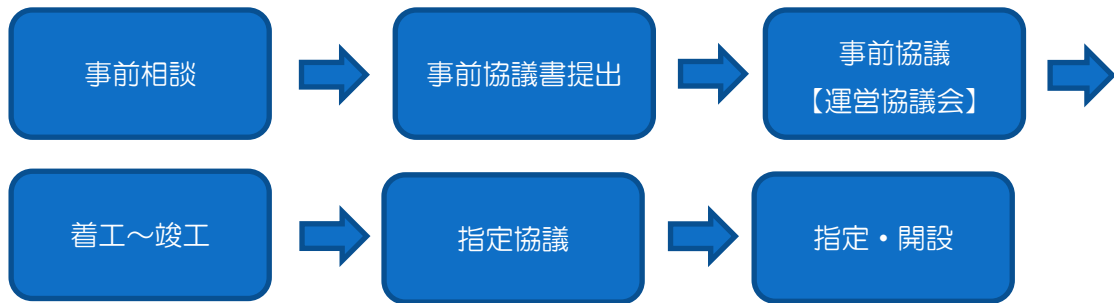 事前相談
事前協議書提出
事前協議
【運営協議会】
着工～竣工
指定協議
指定・開設